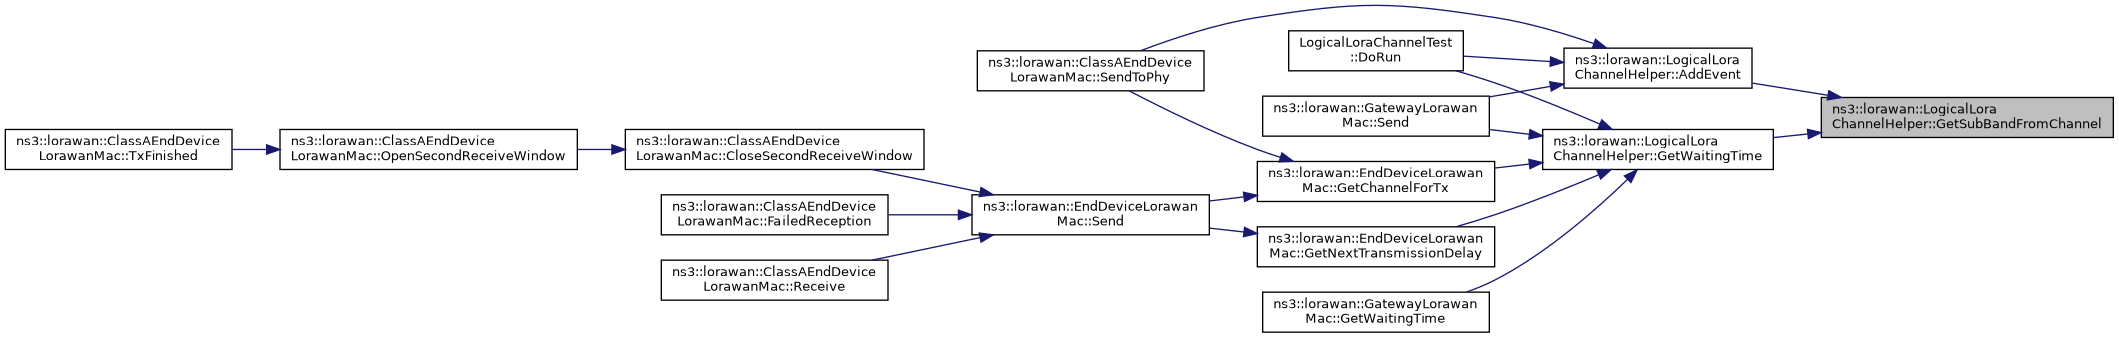 ns3::lorawan::ClassAEndDevice
LorawanMac::TxFinished
ns3::lorawan::ClassAEndDevice
LorawanMac::OpenSecondReceiveWindow
ns3::lorawan::ClassAEndDevice
LorawanMac::CloseSecondReceiveWindow
ns3::lorawan::ClassAEndDevice
LorawanMac::FailedReception
ns3::lorawan::ClassAEndDevice
LorawanMac::Receive
ns3::lorawan::ClassAEndDevice
LorawanMac::SendToPhy
ns3::lorawan::EndDeviceLorawan
Mac::Send
LogicalLoraChannelTest
::DoRun
ns3::lorawan::GatewayLorawan
Mac::Send
ns3::lorawan::EndDeviceLorawan
Mac::GetChannelForTx
ns3::lorawan::EndDeviceLorawan
Mac::GetNextTransmissionDelay
ns3::lorawan::GatewayLorawan
Mac::GetWaitingTime
ns3::lorawan::LogicalLora
ChannelHelper::AddEvent
ns3::lorawan::LogicalLora
ChannelHelper::GetWaitingTime
ns3::lorawan::LogicalLora
ChannelHelper::GetSubBandFromChannel